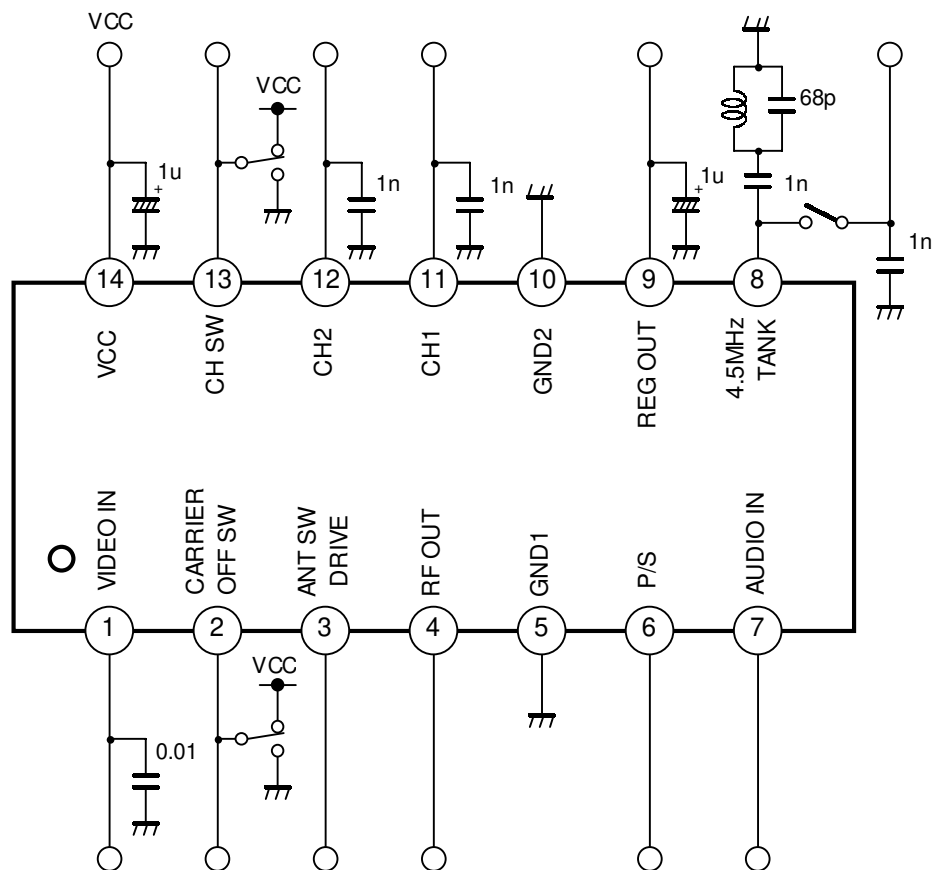 VCC
VCC
68p
1u
+
1n
1n
1u
+
1n
1n
14
13
12
11
10
9
8
VCC
CH SW
CH2
CH1
GND2
REG OUT
4.5MHz
TANK
VIDEO IN
CARRIER
OFF SW
ANT SW
DRIVE
RF OUT
GND1
P/S
AUDIO IN
1
2
3
4
5
6
7
VCC
0.01